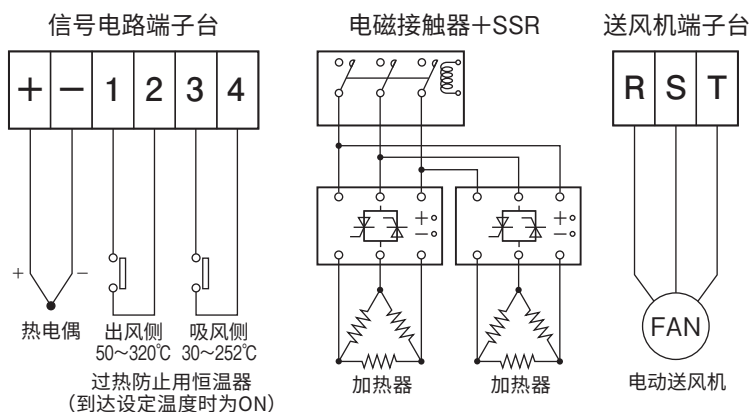 信号电路端子台
电磁接触器＋SSR
送风机端子台
＋ － 1 2 3 4
R S T
＋ －
＋
－
＋
－
热电偶
出风侧
50～320℃
吸风侧
30～252℃
过热防止用恒温器
（到达设定温度时为ON）
加热器
加热器
FAN
电动送风机